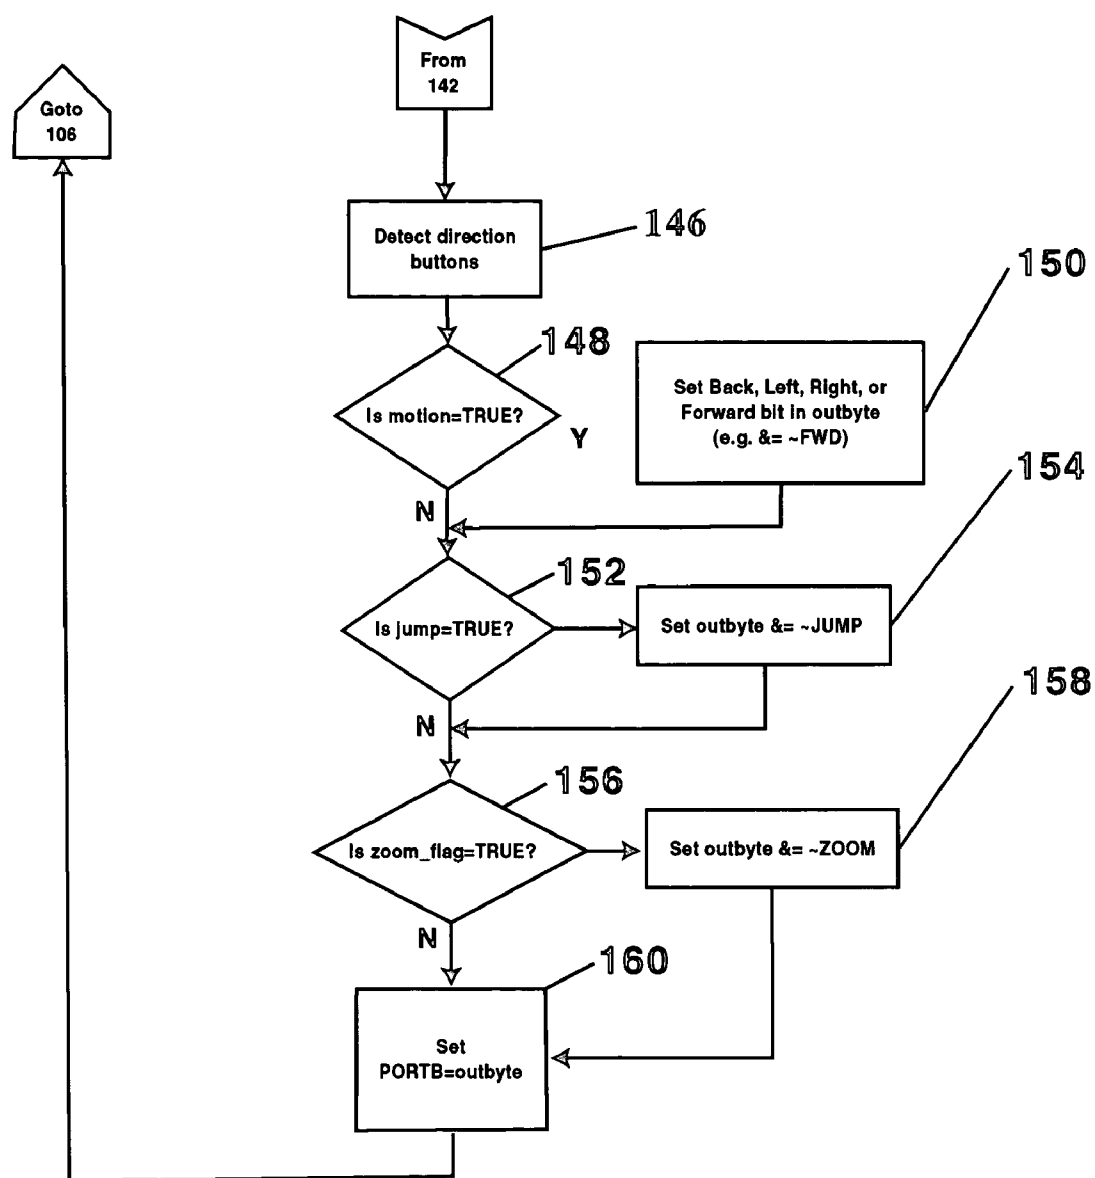 From
142
Goto
106
Detect direction
buttons
146
150
148
Is motion=TRUE?
Y
Set Back, Left, Right, or
Forward bit in outbyte
(e.g. &= ~FWD)
154
N
152
Is jump=TRUE?
Set outbyte &= ~JUMP
158
N
156
Is zoom_flag=TRUE?
Set outbyte &= ~ZOOM
N
160
Set
PORTB=outbyte